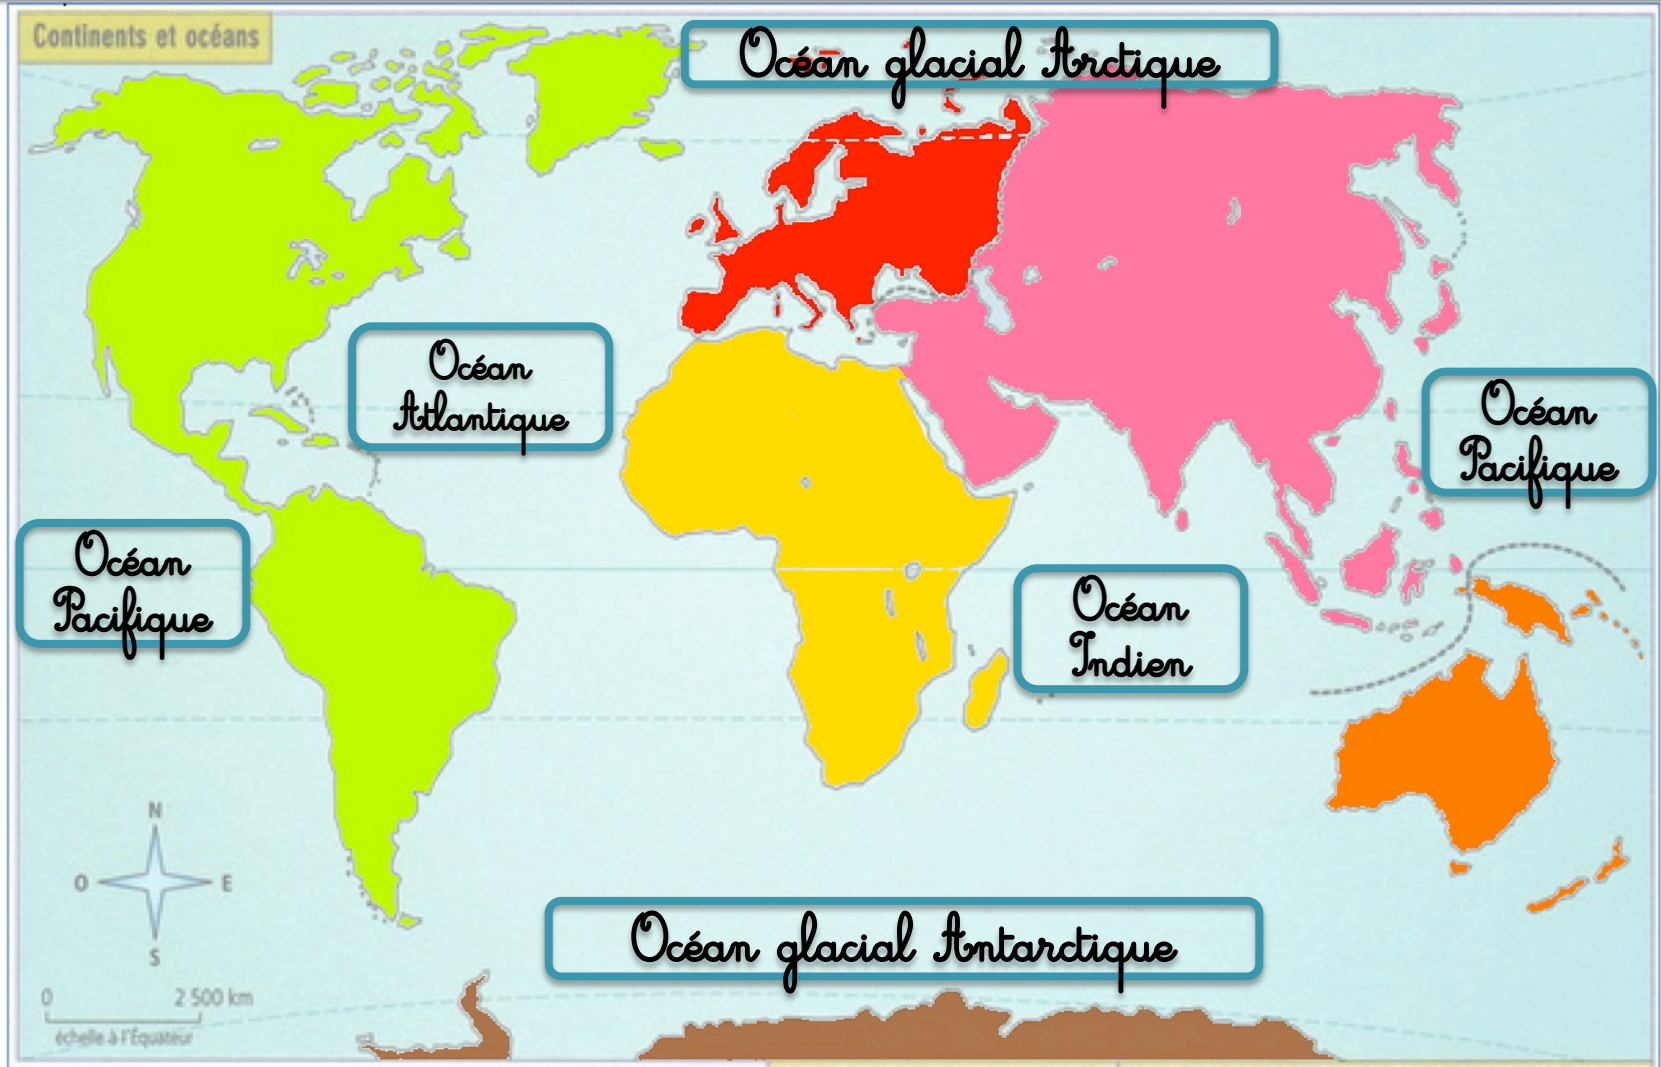 Continents et océans
Océan glacial Arctique
Océan
Atlantique
Océan
Pacifique
Océan
Pacifique
Océan
Indien
N
O
E
S
Océan glacial Antarctique
0
2 500 km
échelle à l'Équateur